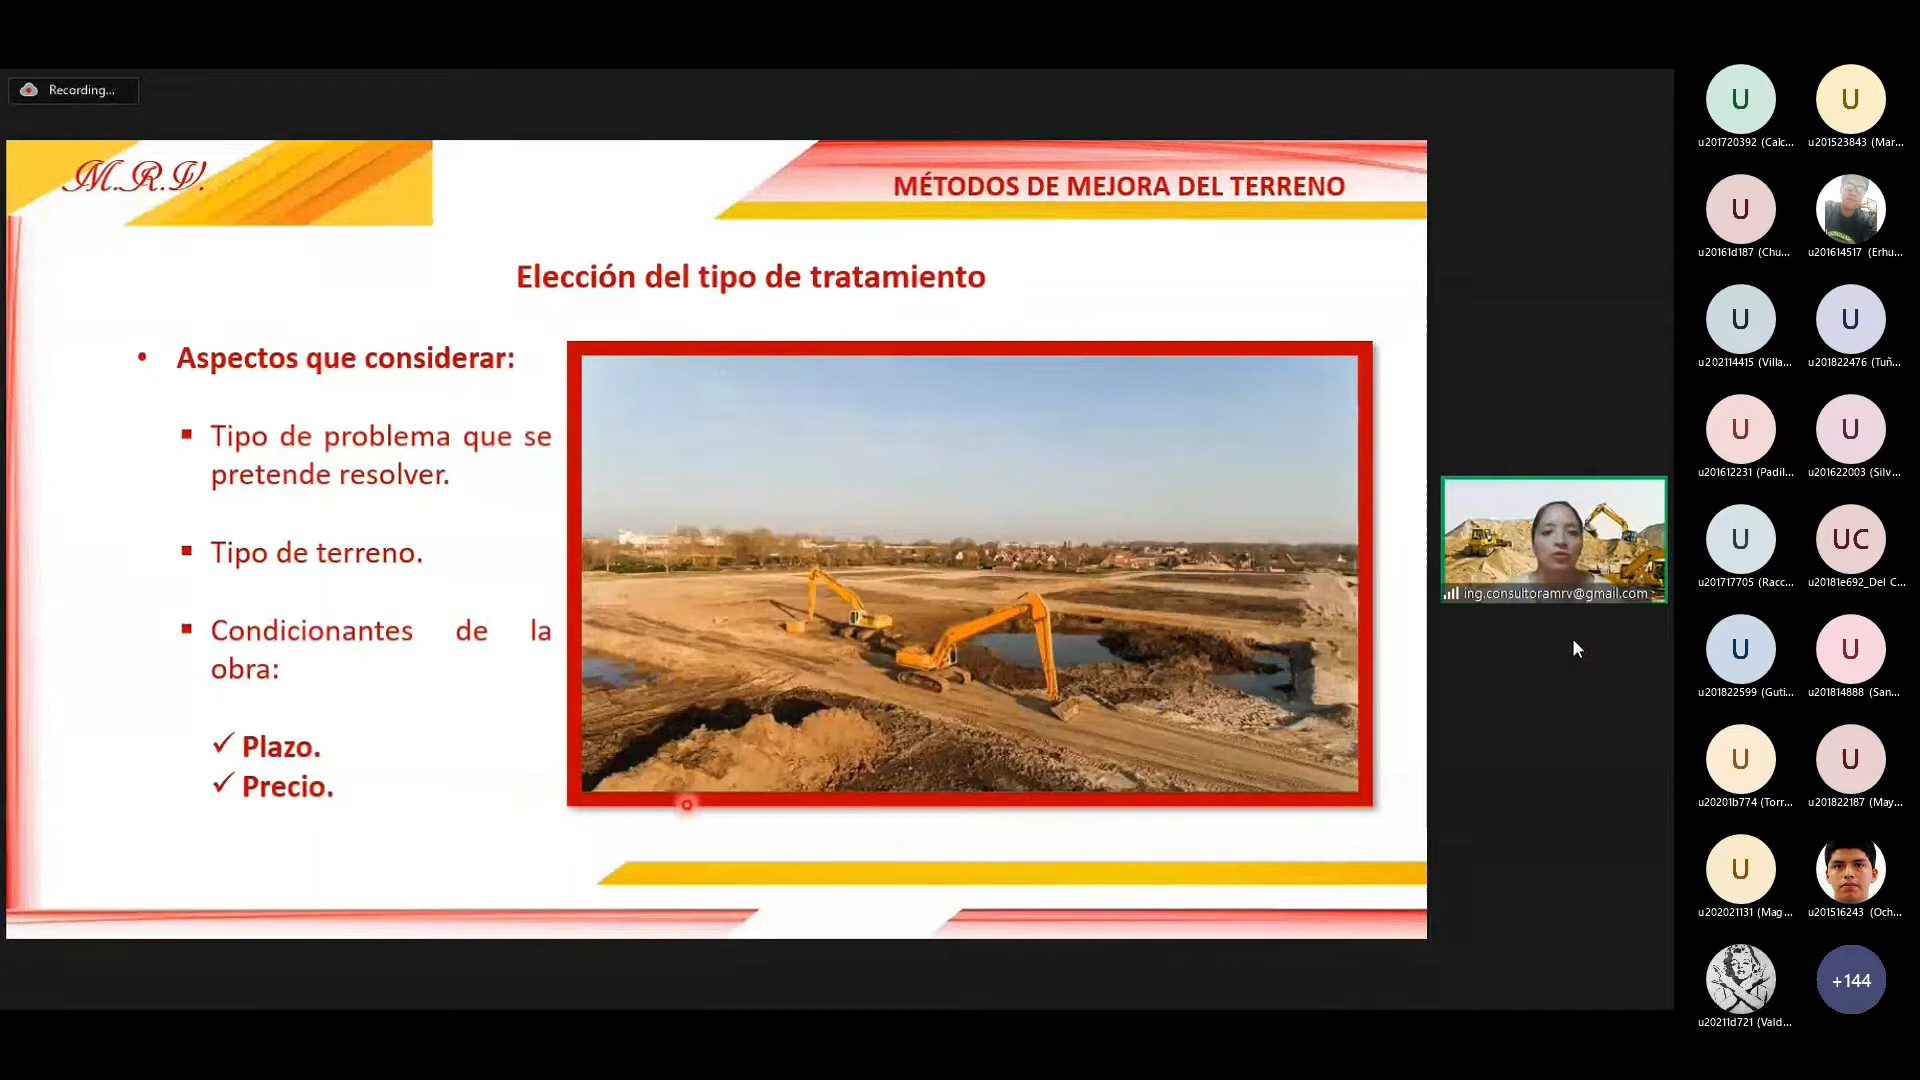 Recording...
M.R.V.
MÉTODOS DE MEJORA DEL TERRENO
Elección del tipo de tratamiento
• Aspectos que considerar:
▪ Tipo de problema que se
pretende resolver.
▪ Tipo de terreno.
▪ Condicionantes de la
obra:
✓ Plazo.
✓ Precio.
ing.consultoramrv@gmail.com
U
U
u201720392 (Calc...
u201523843 (Mar...
U
u20161d187 (Chu...
u201614517 (Erhu...
U
U
u202114415 (Villa...
u201822476 (Tuñ...
U
U
u201612231 (Padil...
u201622003 (Silv...
U
UC
u201717705 (Racc...
u20181e692_Del C...
U
U
u201822599 (Guti...
u201814888 (San...
U
U
u20201b774 (Torr...
u201822187 (May...
U
u202021131 (Mag...
u201516243 (Och...
+144
u20211d721 (Vald...